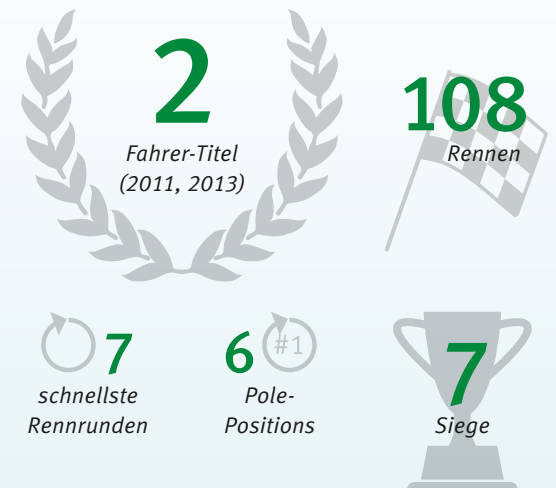 2
Fahrer-Titel
(2011, 2013)
108
Rennen
7
schnellste
Rennrunden
6
#1
Pole-
Positions
7
Siege